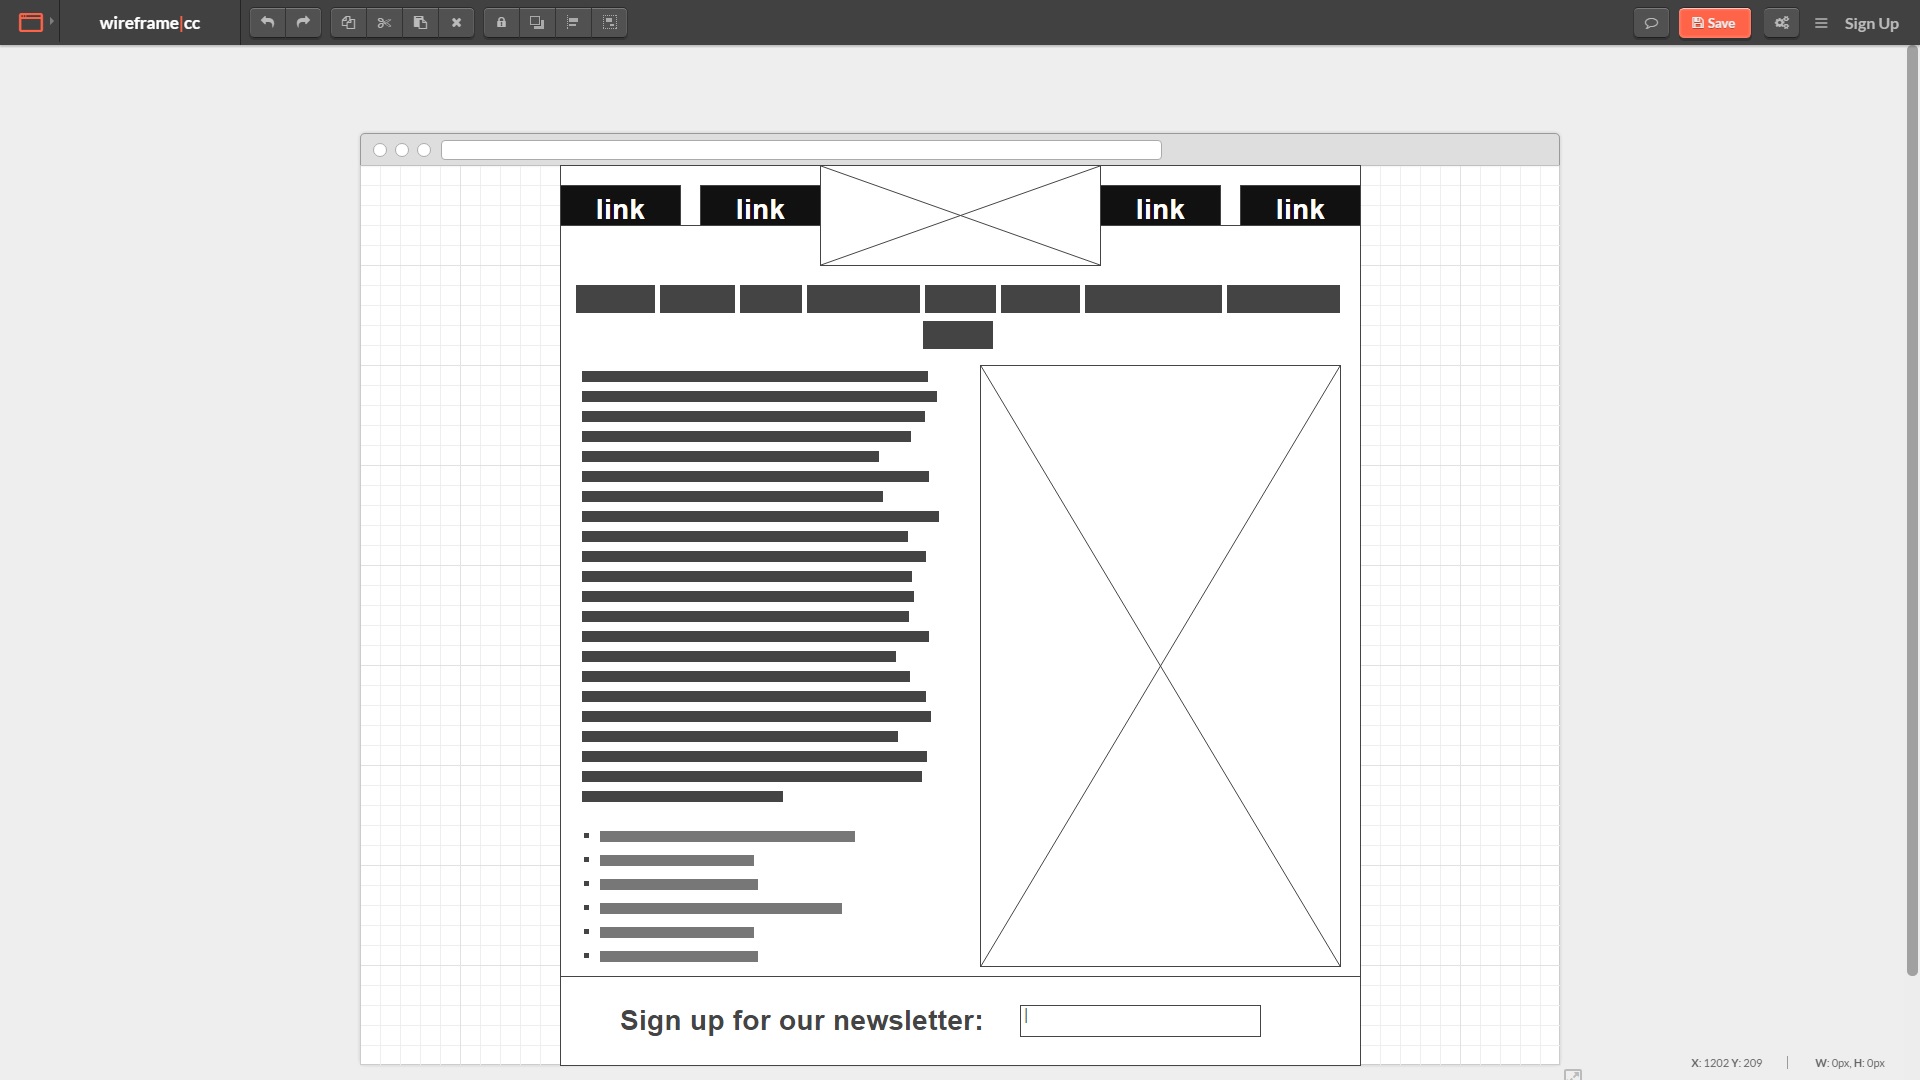 wireframe|cc Save Sign Up
link link link link
Sign up for our newsletter:
X: 1202 Y: 209 W: 0px, H: 0px